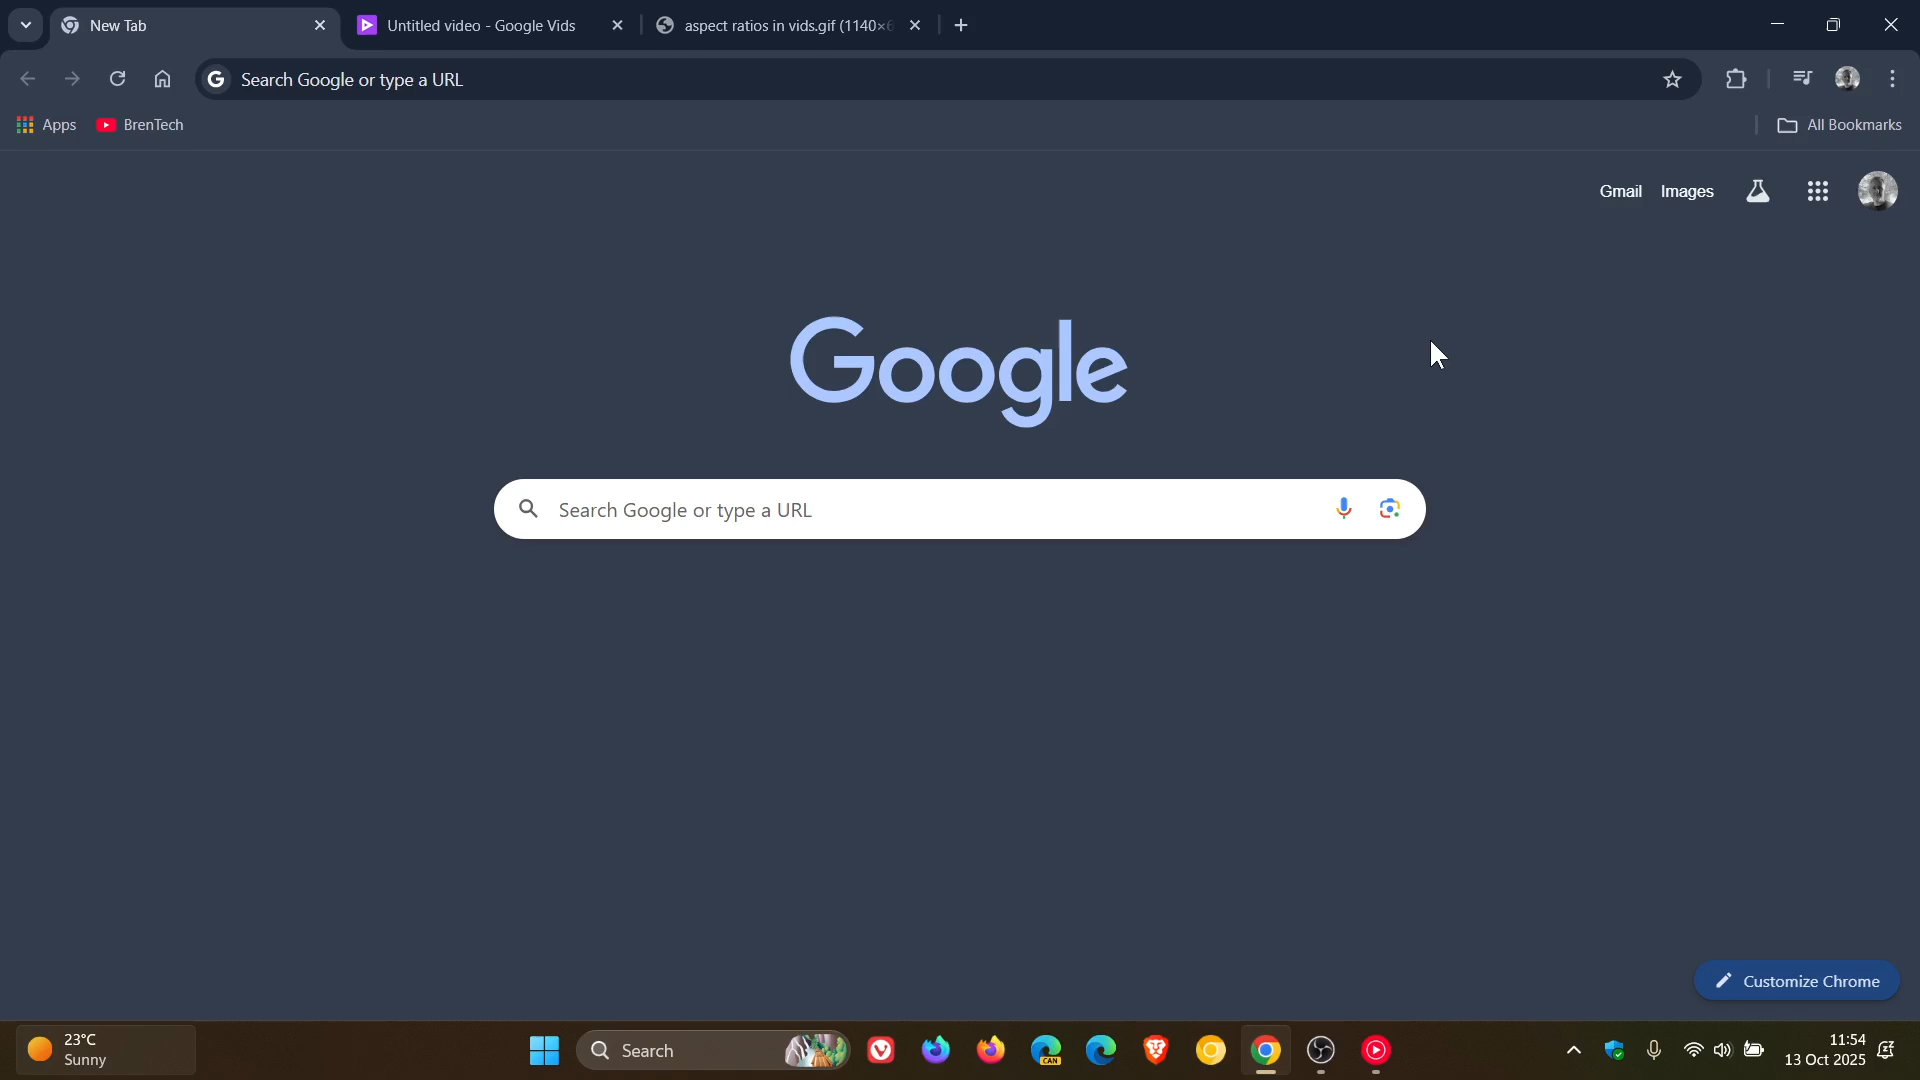 New Tab
Untitled video - Google Vids
aspect ratios in vids.gif (1140×6
Search Google or type a URL
Apps
BrenTech
All Bookmarks
Gmail
Images
Google
Search Google or type a URL
Customize Chrome
23°C
Sunny
Search
CAN
11:54
13 Oct 2025